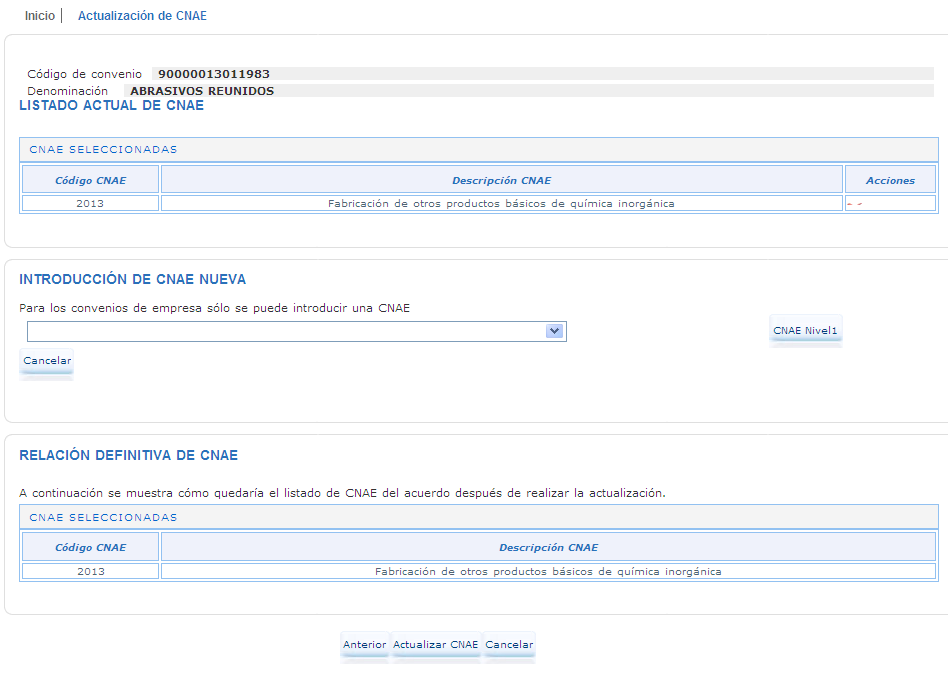 Inicio | Actualización de CNAE
Código de convenio 90000013011983
Denominación ABRASIVOS REUNIDOS
LISTADO ACTUAL DE CNAE
CNAE SELECCIONADAS
Código CNAE Descripción CNAE Acciones
2013 Fabricación de otros productos básicos de química inorgánica
INTRODUCCIÓN DE CNAE NUEVA
Para los convenios de empresa sólo se puede introducir una CNAE
CNAE Nivel1
Cancelar
RELACIÓN DEFINITIVA DE CNAE
A continuación se muestra cómo quedaría el listado de CNAE del acuerdo después de realizar la actualización.
CNAE SELECCIONADAS
Código CNAE Descripción CNAE
2013 Fabricación de otros productos básicos de química inorgánica
Anterior Actualizar CNAE Cancelar